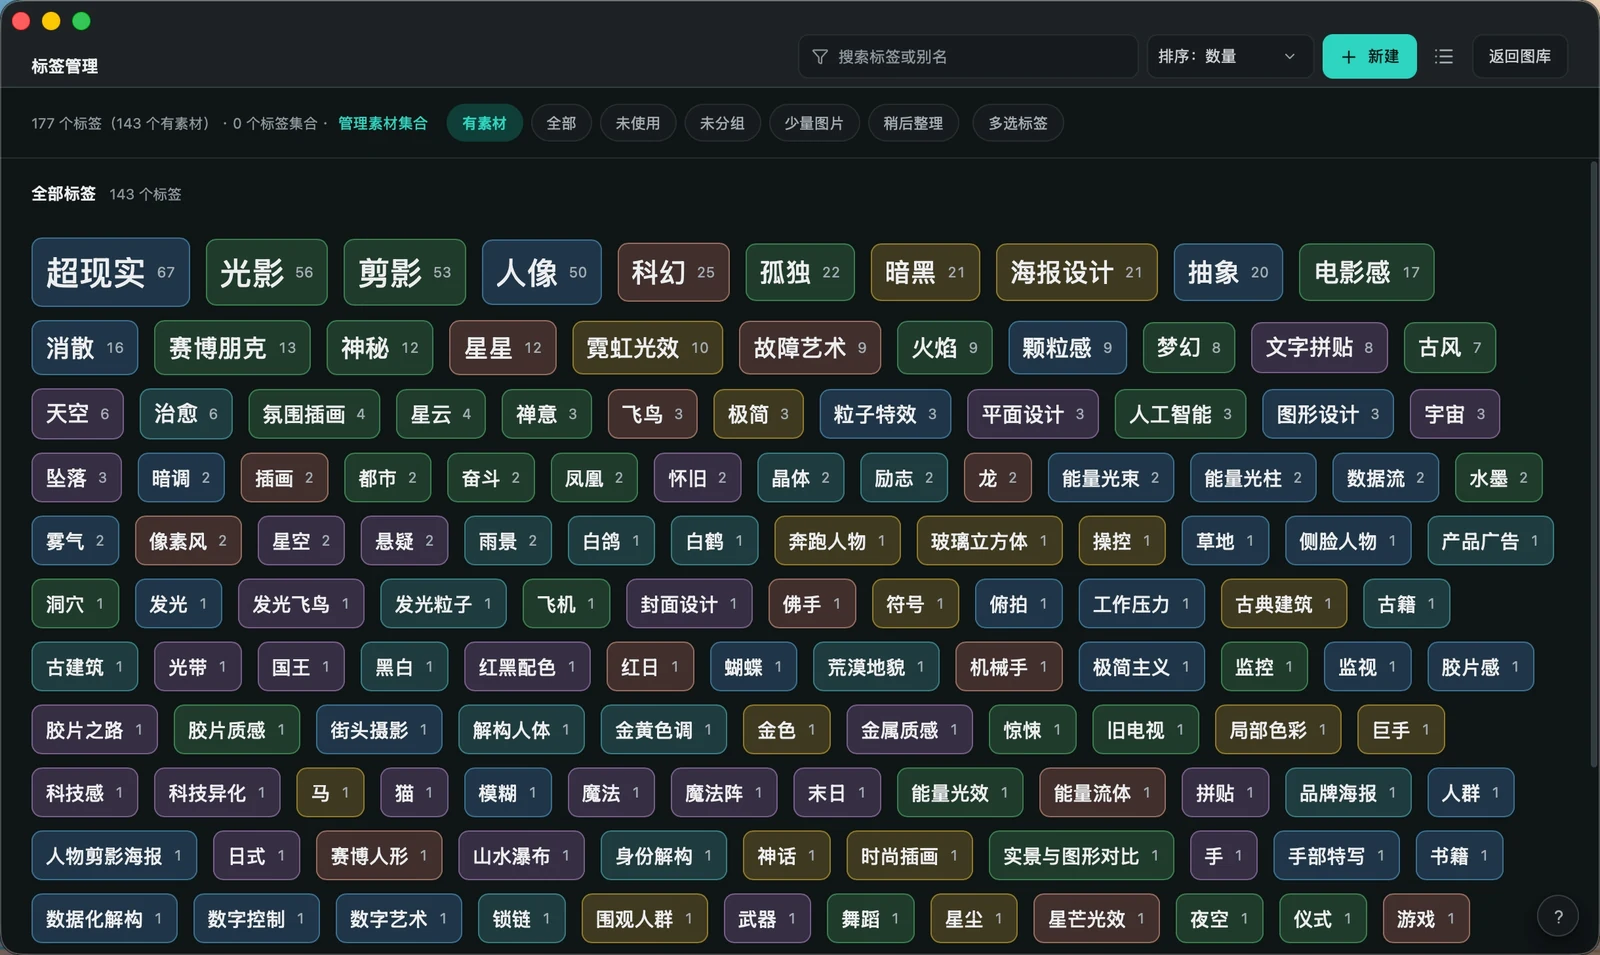 标签管理
搜索标签或别名
排序：数量
+ 新建
返回图库
177 个标签（143 个有素材） · 0 个标签集合 · 管理素材集合 有素材 全部 未使用 未分组 少量图片 稍后整理 多选标签
全部标签 143 个标签
超现实 67 光影 56 剪影 53 人像 50 科幻 25 孤独 22 暗黑 21 海报设计 21 抽象 20 电影感 17
消散 16 赛博朋克 13 神秘 12 星星 12 霓虹光效 10 故障艺术 9 火焰 9 颗粒感 9 梦幻 8 文字拼贴 8 古风 7
天空 6 治愈 6 氛围插画 4 星云 4 禅意 3 飞鸟 3 极简 3 粒子特效 3 平面设计 3 人工智能 3 图形设计 3 宇宙 3
坠落 3 暗调 2 插画 2 都市 2 奋斗 2 凤凰 2 怀旧 2 晶体 2 励志 2 龙 2 能量光束 2 能量光柱 2 数据流 2 水墨 2
雾气 2 像素风 2 星空 2 悬疑 2 雨景 2 白鸽 1 白鹤 1 奔跑人物 1 玻璃立方体 1 操控 1 草地 1 侧脸人物 1 产品广告 1
洞穴 1 发光 1 发光飞鸟 1 发光粒子 1 飞机 1 封面设计 1 佛手 1 符号 1 俯拍 1 工作压力 1 古典建筑 1 古籍 1
古建筑 1 光带 1 国王 1 黑白 1 红黑配色 1 红日 1 蝴蝶 1 荒漠地貌 1 机械手 1 极简主义 1 监控 1 监视 1 胶片感 1
胶片之路 1 胶片质感 1 街头摄影 1 解构人体 1 金黄色调 1 金色 1 金属质感 1 惊悚 1 旧电视 1 局部色彩 1 巨手 1
科技感 1 科技异化 1 马 1 猫 1 模糊 1 魔法 1 魔法阵 1 末日 1 能量光效 1 能量流体 1 拼贴 1 品牌海报 1 人群 1
人物剪影海报 1 日式 1 赛博人形 1 山水瀑布 1 身份解构 1 神话 1 时尚插画 1 实景与图形对比 1 手 1 手部特写 1 书籍 1
数据化解构 1 数字控制 1 数字艺术 1 锁链 1 围观人群 1 武器 1 舞蹈 1 星尘 1 星芒光效 1 夜空 1 仪式 1 游戏 1
?